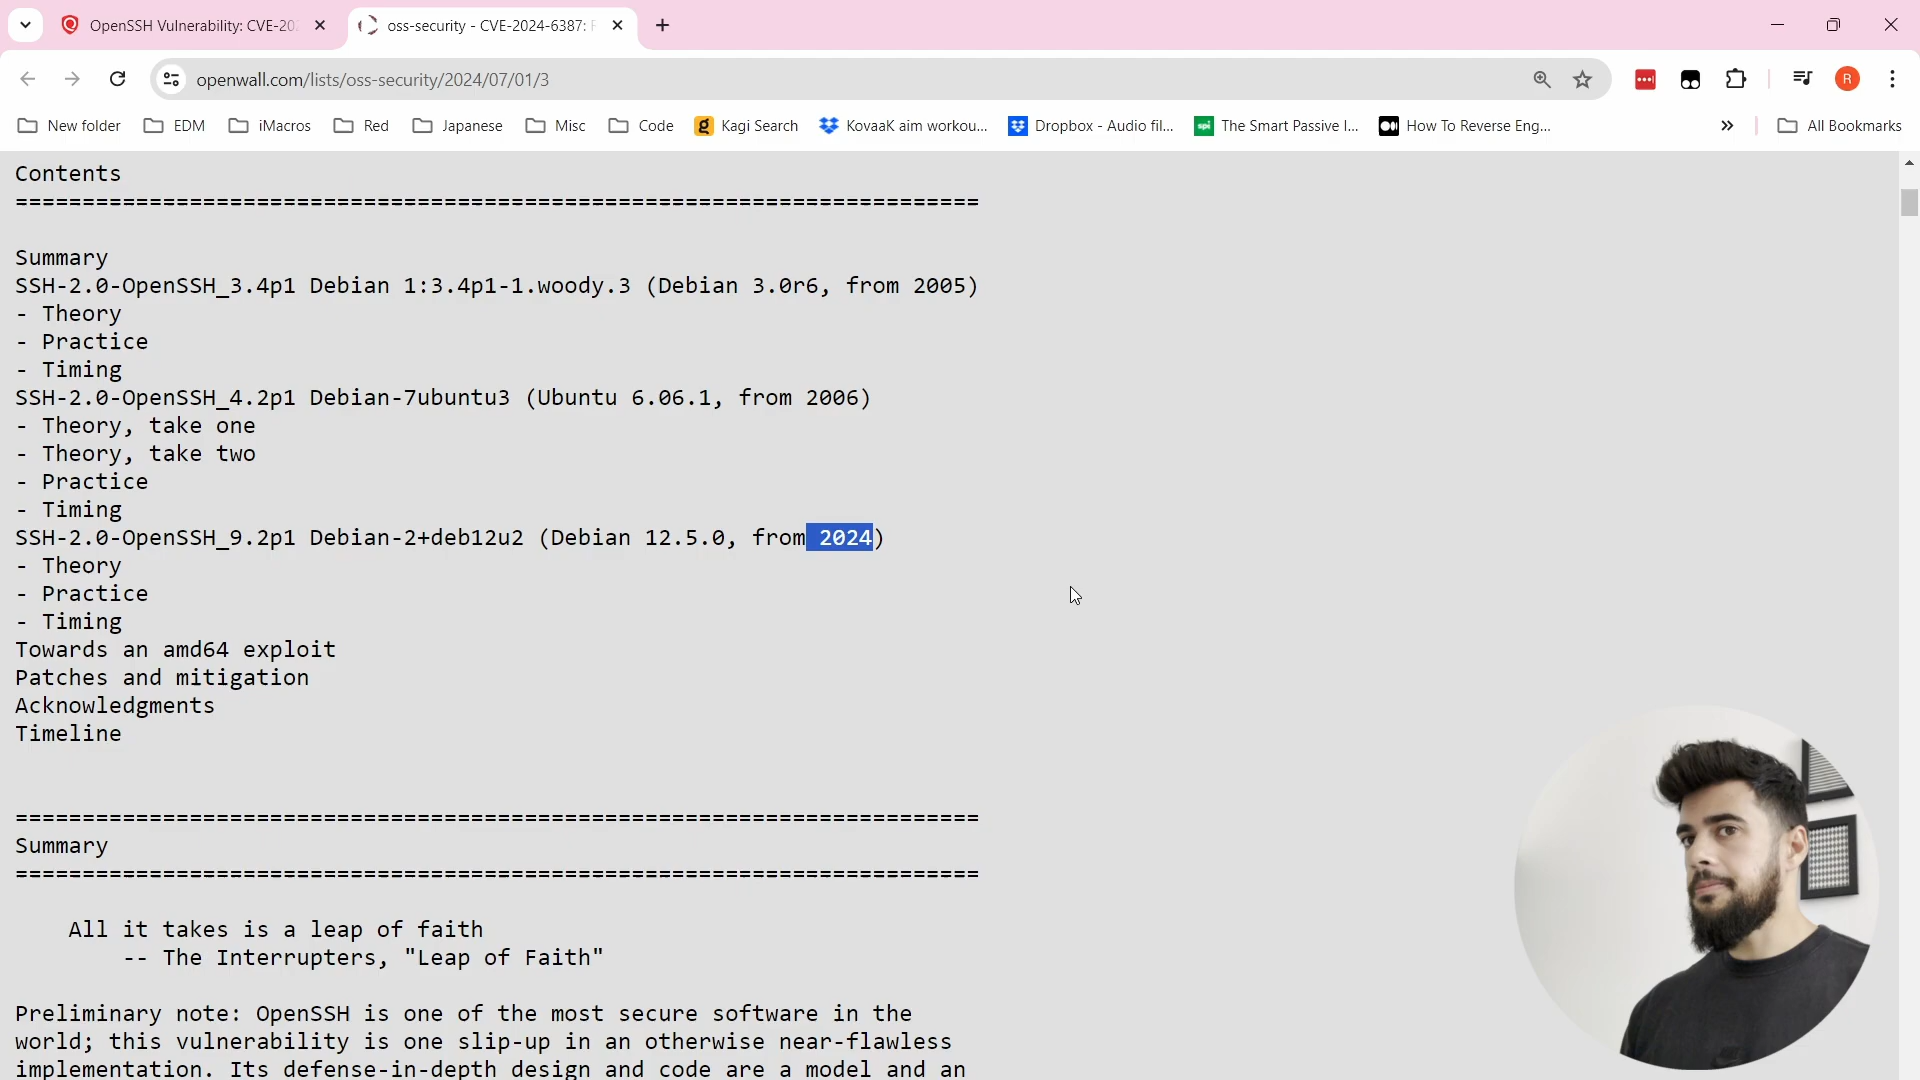 OpenSSH Vulnerability: CVE-20
oss-security - CVE-2024-6387:
openwall.com/lists/oss-security/2024/07/01/3
R
New folder
EDM
iMacros
Red
Japanese
Misc
Code
g
Kagi Search
KovaaK aim workou...
Dropbox - Audio fil...
spi
The Smart Passive I...
How To Reverse Eng...
»
All Bookmarks
Contents
========================================================================
Summary
SSH-2.0-OpenSSH_3.4p1 Debian 1:3.4p1-1.woody.3 (Debian 3.0r6, from 2005)
- Theory
- Practice
- Timing
SSH-2.0-OpenSSH_4.2p1 Debian-7ubuntu3 (Ubuntu 6.06.1, from 2006)
- Theory, take one
- Theory, take two
- Practice
- Timing
SSH-2.0-OpenSSH_9.2p1 Debian-2+deb12u2 (Debian 12.5.0, from 2024)
- Theory
- Practice
- Timing
Towards an amd64 exploit
Patches and mitigation
Acknowledgments
Timeline
========================================================================
Summary
========================================================================
All it takes is a leap of faith
-- The Interrupters, "Leap of Faith"
Preliminary note: OpenSSH is one of the most secure software in the
world; this vulnerability is one slip-up in an otherwise near-flawless
implementation. Its defense-in-depth design and code are a model and an